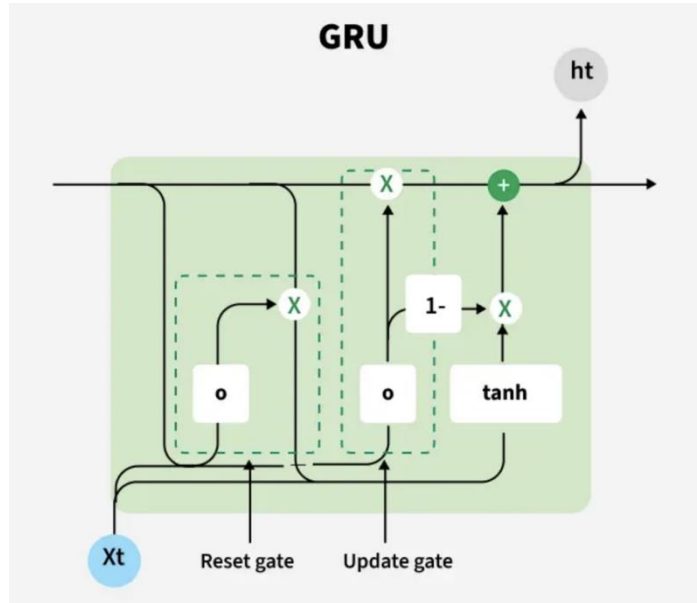 GRU
ht
X
+
X
1-
X
o
o
tanh
Xt
Reset gate
Update gate